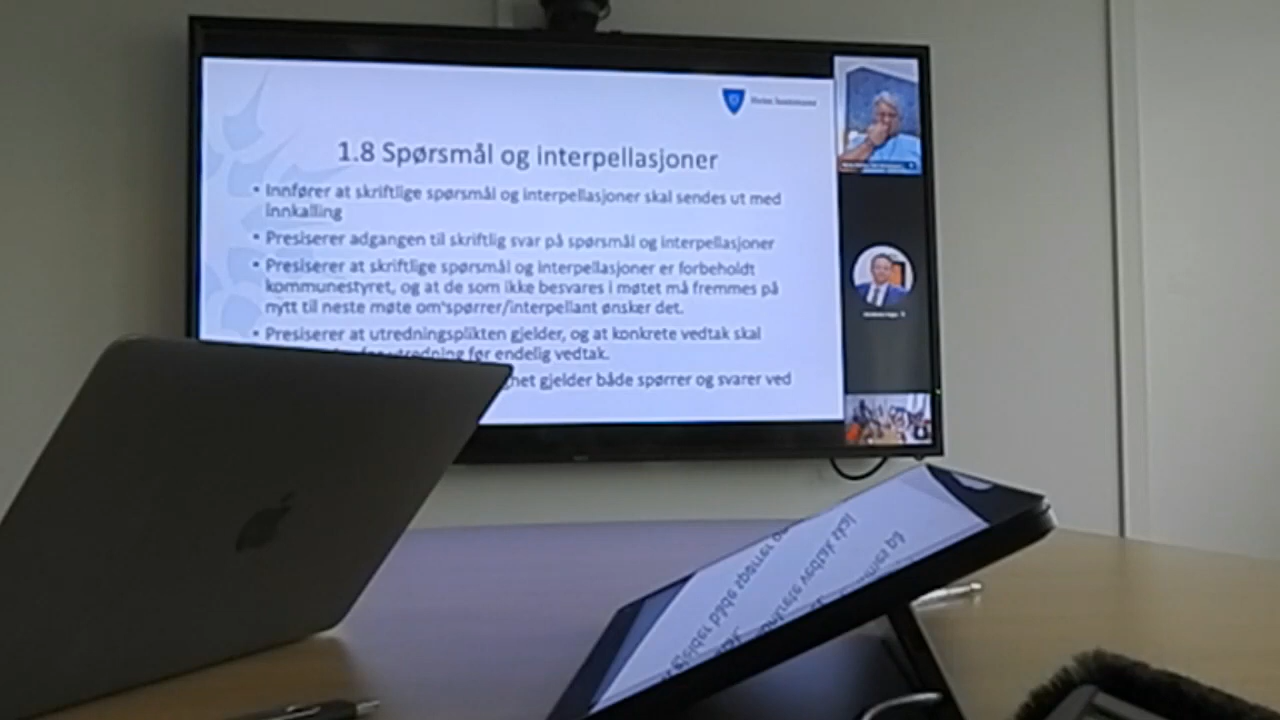 1.8 Spørsmål og interpellasjoner
• Innfører at skriftlige spørsmål og interpellasjoner skal sendes ut med
innkalling
• Presiserer adgangen til skriftlig svar på spørsmål og interpellasjoner
• Presiserer at skriftlige spørsmål og interpellasjoner er forbeholdt
kommunestyret, og at de som ikke besvares i møtet må fremmes på
nytt til neste møte om spørrer/interpellant ønsker det.
• Presiserer at utredningsplikten gjelder, og at konkrete vedtak skal
utredning før endelig vedtak.
gjelder både spørrer og svarer ved